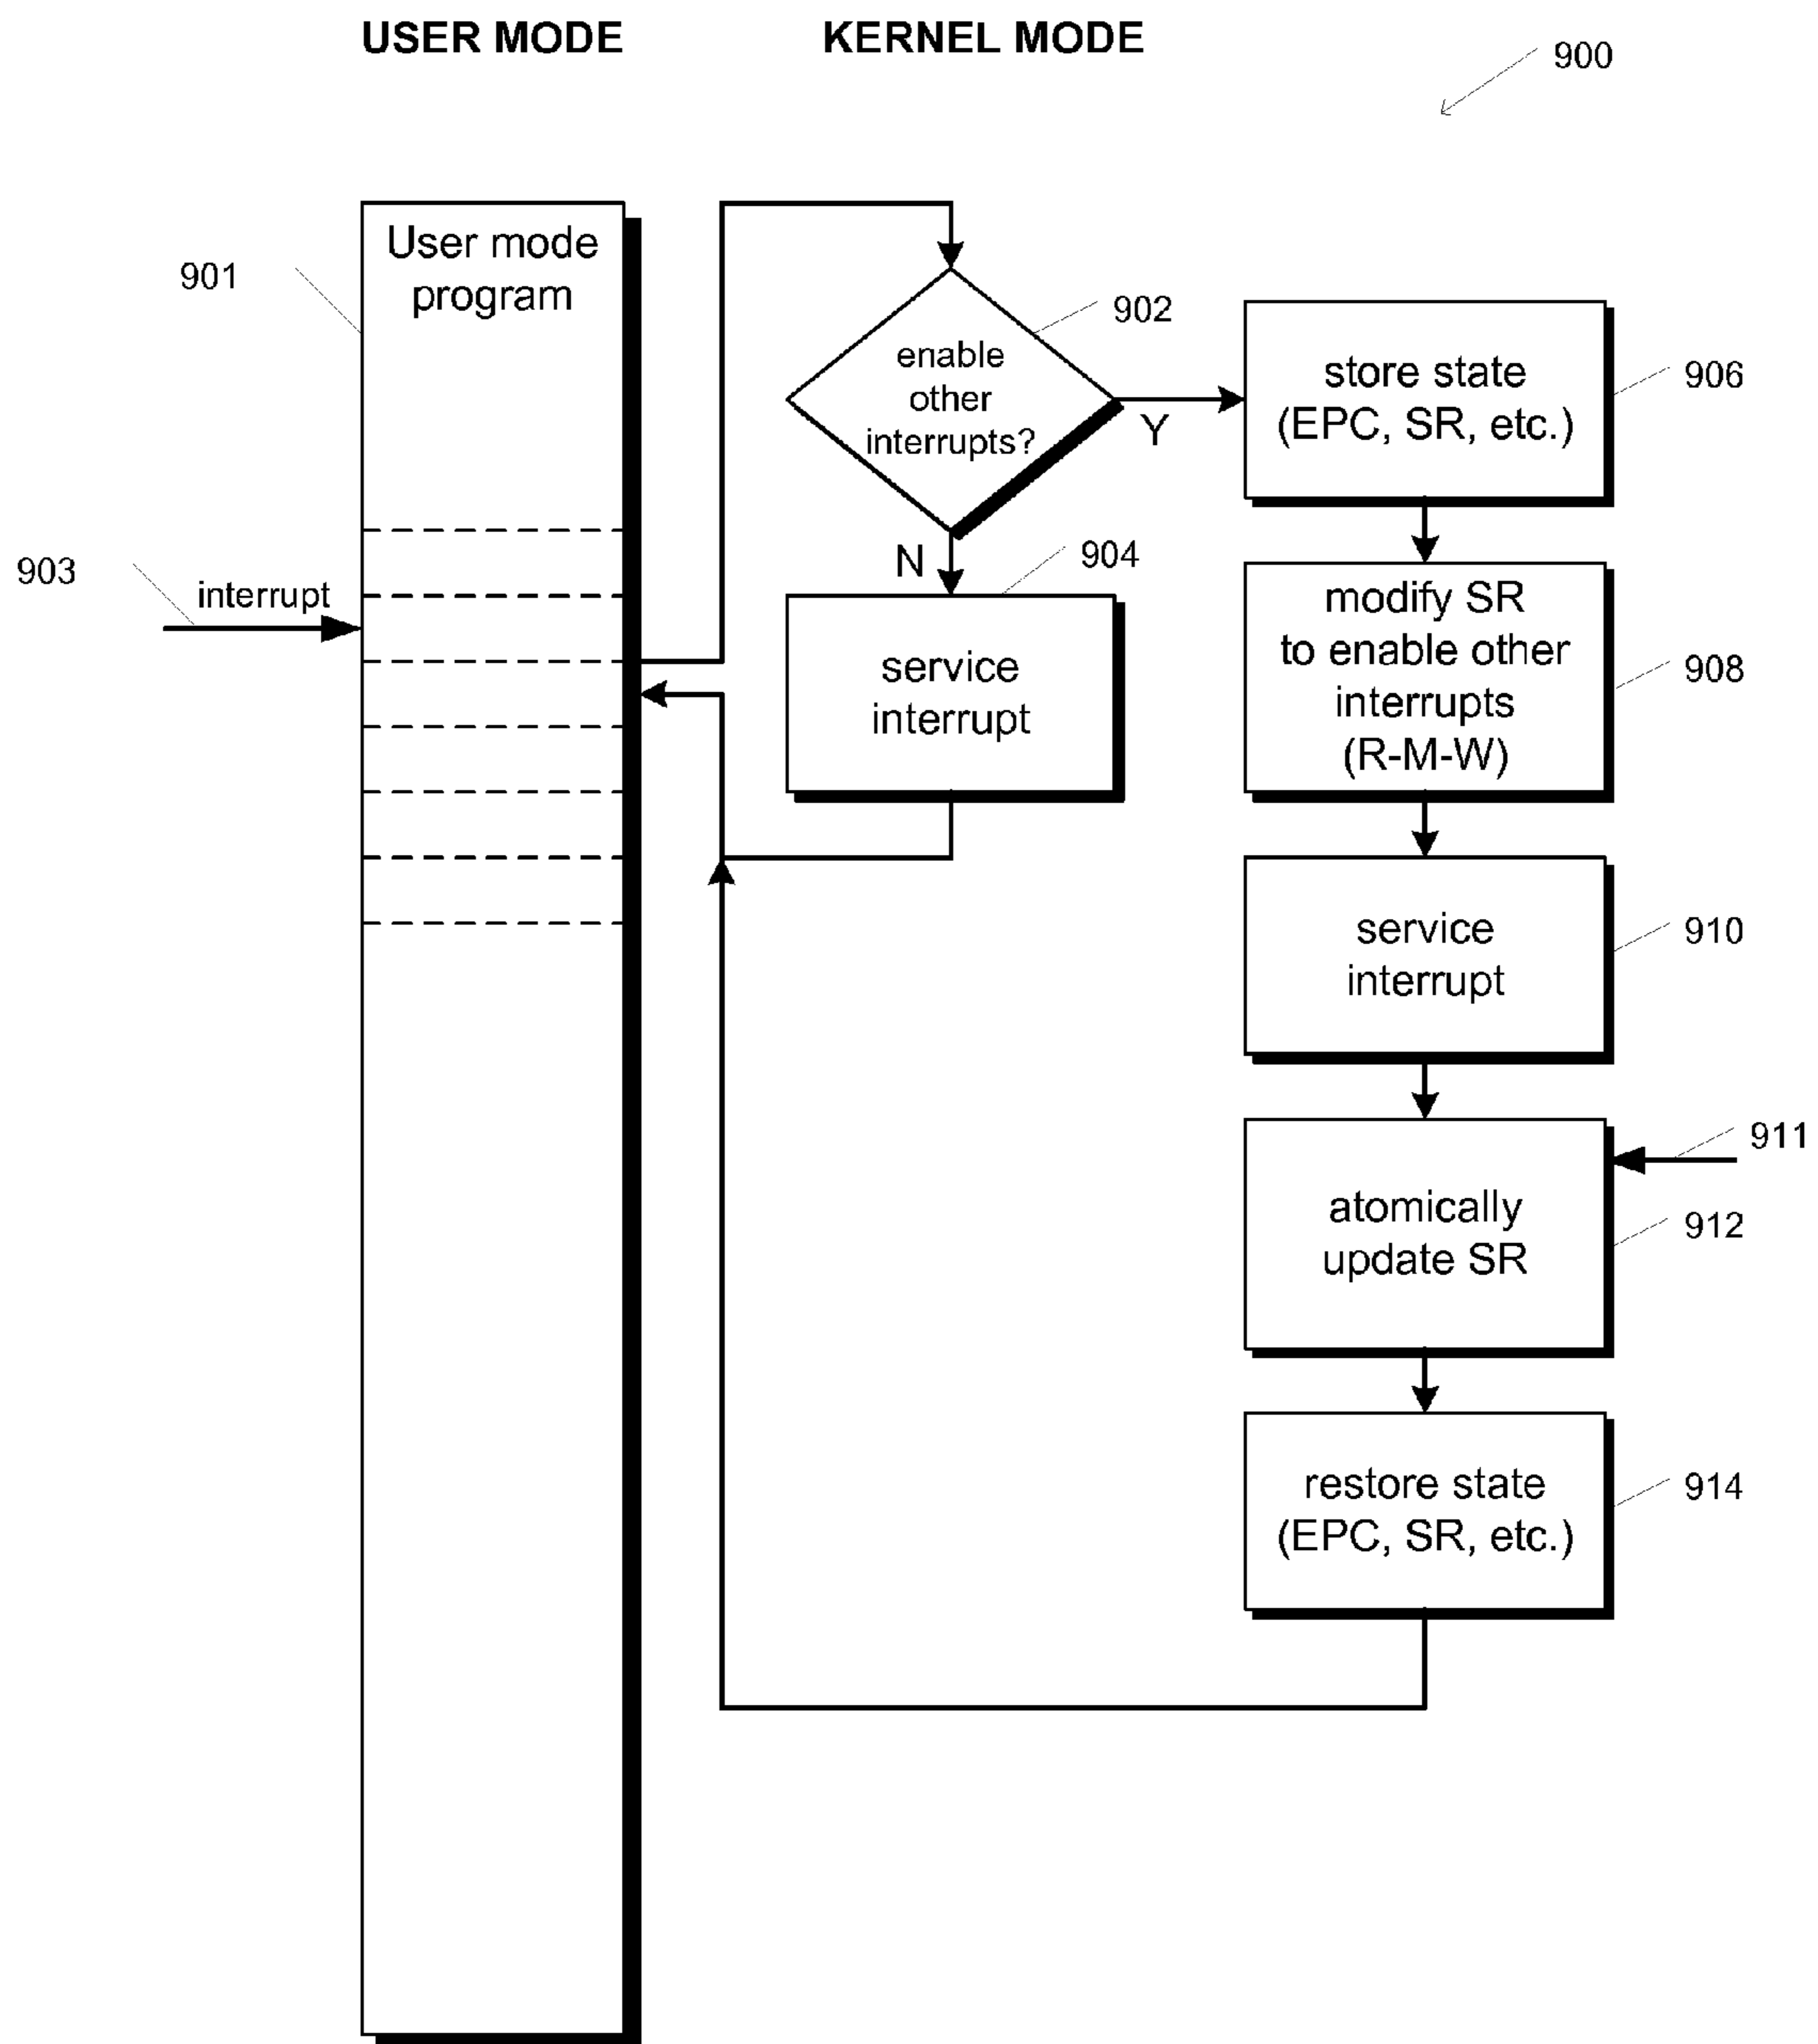 USER MODE
KERNEL MODE
900
User mode
program
901
902
enable
other
interrupts?
Y
N
store state
(EPC, SR, etc.)
906
903
interrupt
904
service
interrupt
modify SR
to enable other
interrupts
(R-M-W)
908
service
interrupt
910
911
atomically
update SR
912
restore state
(EPC, SR, etc.)
914